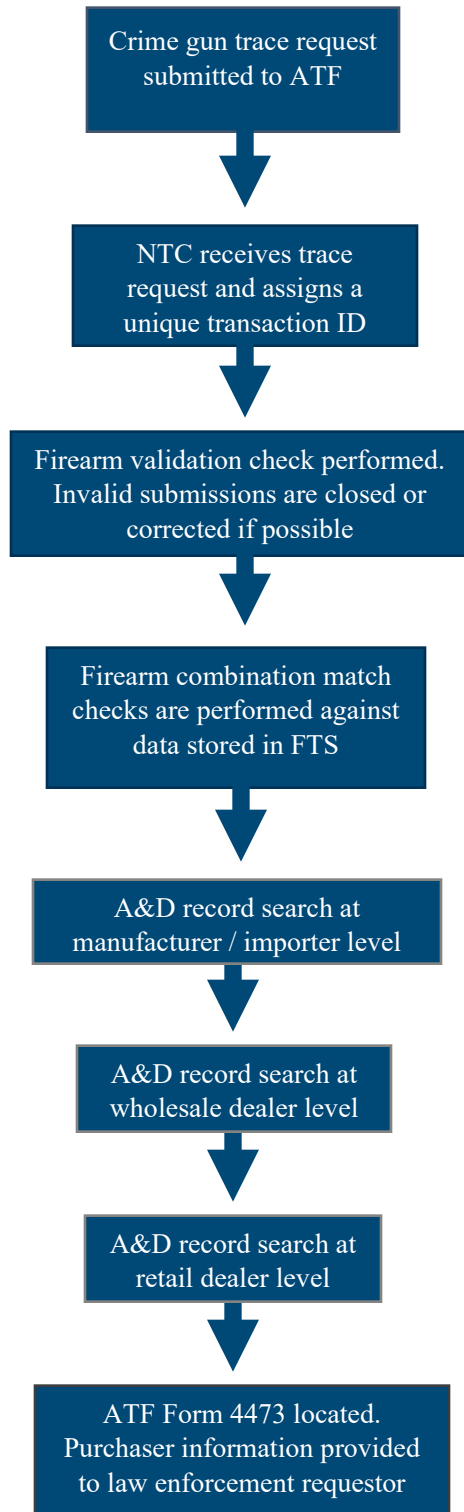 Crime gun trace request
submitted to ATF
NTC receives trace
request and assigns a
unique transaction ID
Firearm validation check performed.
Invalid submissions are closed or
corrected if possible
Firearm combination match
checks are performed against
data stored in FTS
A&D record search at
manufacturer / importer level
A&D record search at
wholesale dealer level
A&D record search at
retail dealer level
ATF Form 4473 located.
Purchaser information provided
to law enforcement requestor